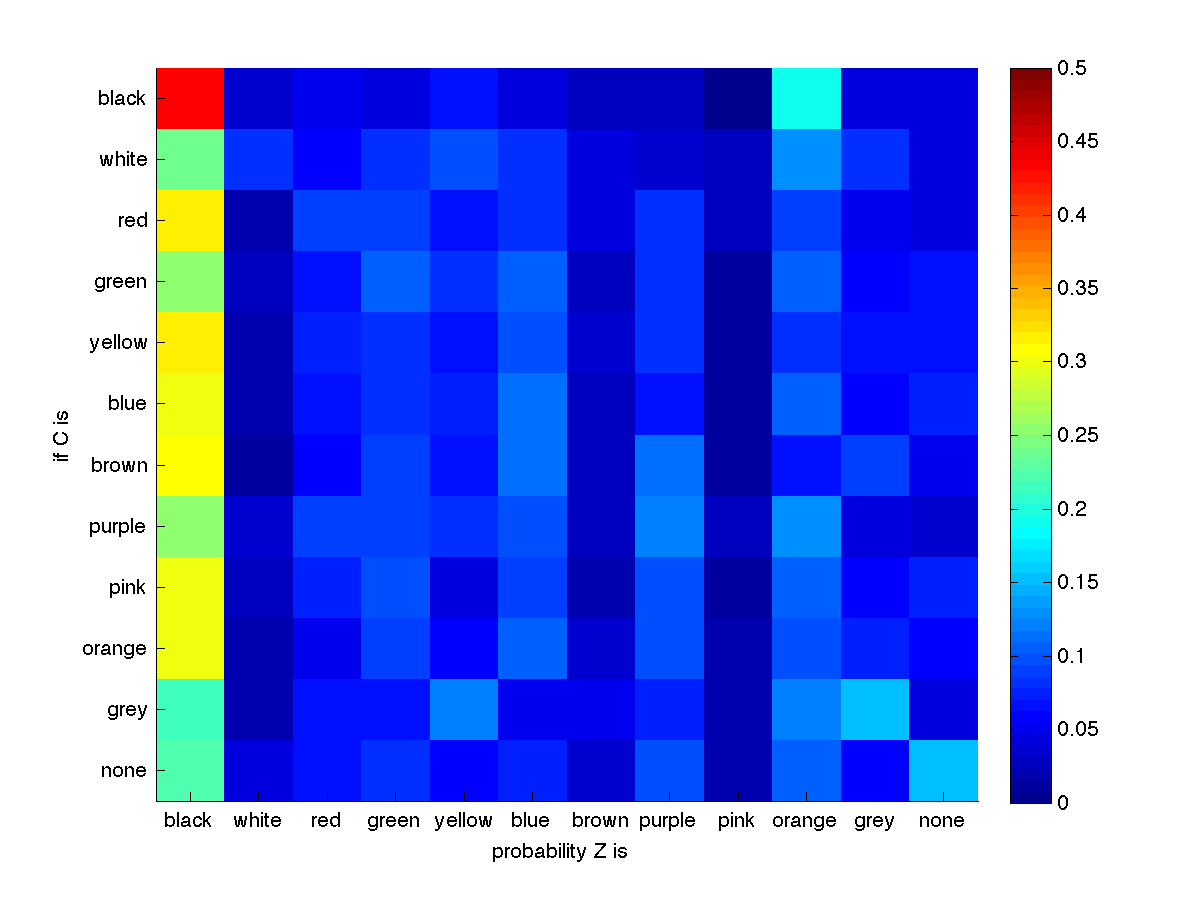 black
white
red
green
yellow
blue
brown
purple
pink
orange
grey
none
if C is
black white red green yellow blue brown purple pink orange grey none
probability Z is
0.5
0.45
0.4
0.35
0.3
0.25
0.2
0.15
0.1
0.05
0